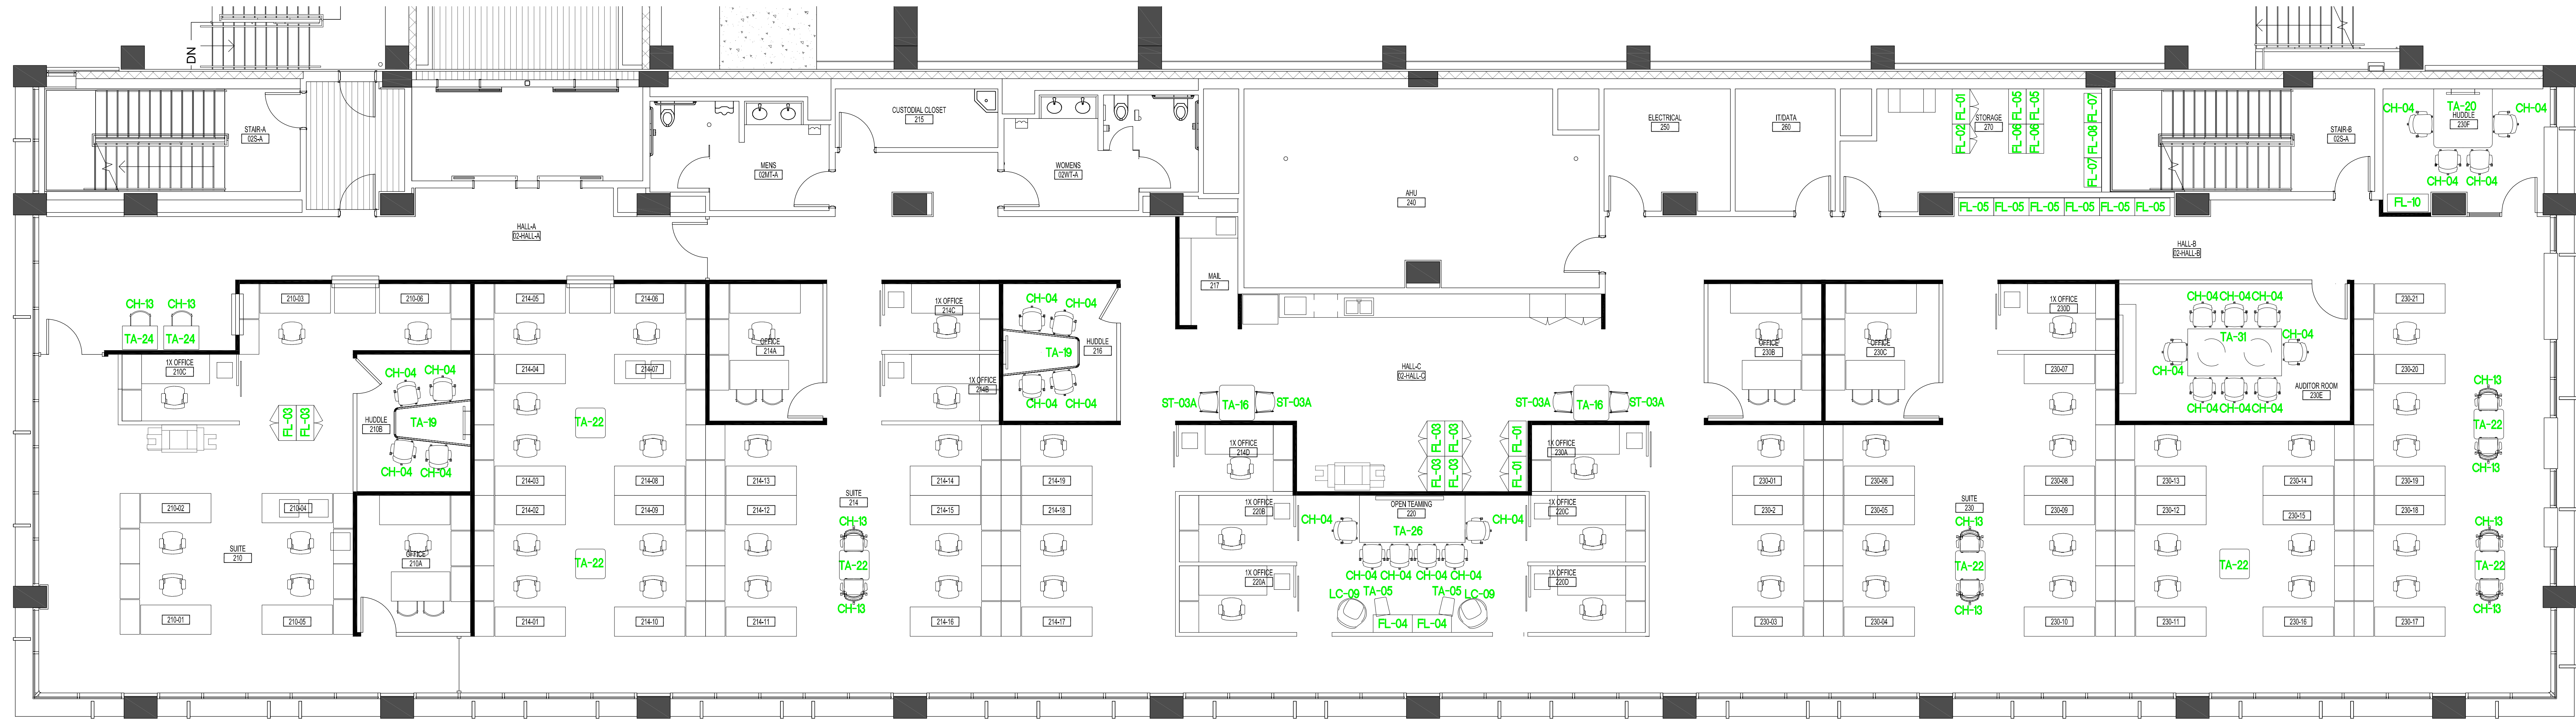 DN
STAIR-A
02S-A
MENS
02MT-A
CUSTODIAL CLOSET
215
WOMENS
02WT-A
AHU
240
ELECTRICAL
250
IT/DATA
260
STORAGE
270
FL-01
FL-02
FL-05
FL-06
FL-05
FL-06
FL-07
FL-08
FL-07
FL-05
FL-05
FL-05
FL-05
FL-05
FL-05
STAIR-B
02S-A
CH-04
TA-20
CH-04
HUDDLE
230F
CH-04
CH-04
FL-10
HALL-A
02-HALL-A
HALL-B
02-HALL-B
MAIL
217
CH-13
CH-13
TA-24
TA-24
210-03
210-06
1X OFFICE
210C
FL-03
FL-03
CH-04
CH-04
TA-19
HUDDLE
210B
CH-04
CH-04
210-02
210-04
SUITE
210
OFFICE
210A
210-01
210-05
214-05
214-06
214-04
214-07
TA-22
214-03
214-08
214-02
214-09
TA-22
214-01
214-10
OFFICE
214A
214-13
214-12
214-11
1X OFFICE
214C
1X OFFICE
214B
CH-04
CH-04
TA-19
HUDDLE
216
CH-04
CH-04
214-14
214-19
SUITE
214
214-15
214-18
CH-13
TA-22
CH-13
214-16
214-17
HALL-C
02-HALL-C
ST-03A
TA-16
ST-03A
ST-03A
TA-16
ST-03A
1X OFFICE
214D
FL-03
FL-03
FL-01
FL-03
FL-03
FL-01
1X OFFICE
230A
1X OFFICE
220B
OPEN TEAMING
220
1X OFFICE
220C
CH-04
TA-26
CH-04
CH-04
CH-04
CH-04
CH-04
1X OFFICE
220A
1X OFFICE
220D
LC-09
TA-05
TA-05
LC-09
FL-04
FL-04
OFFICE
230B
OFFICE
230C
1X OFFICE
230D
230-07
CH-04
CH-04
CH-04
TA-31
CH-04
CH-04
AUDITOR ROOM
230E
CH-04
CH-04
CH-04
230-21
230-20
CH-13
TA-22
CH-13
230-01
230-06
230-08
230-13
230-14
230-19
230-2
230-05
SUITE
230
230-09
230-12
230-15
230-18
CH-13
TA-22
CH-13
TA-22
CH-13
TA-22
CH-13
230-03
230-04
230-10
230-11
230-16
230-17